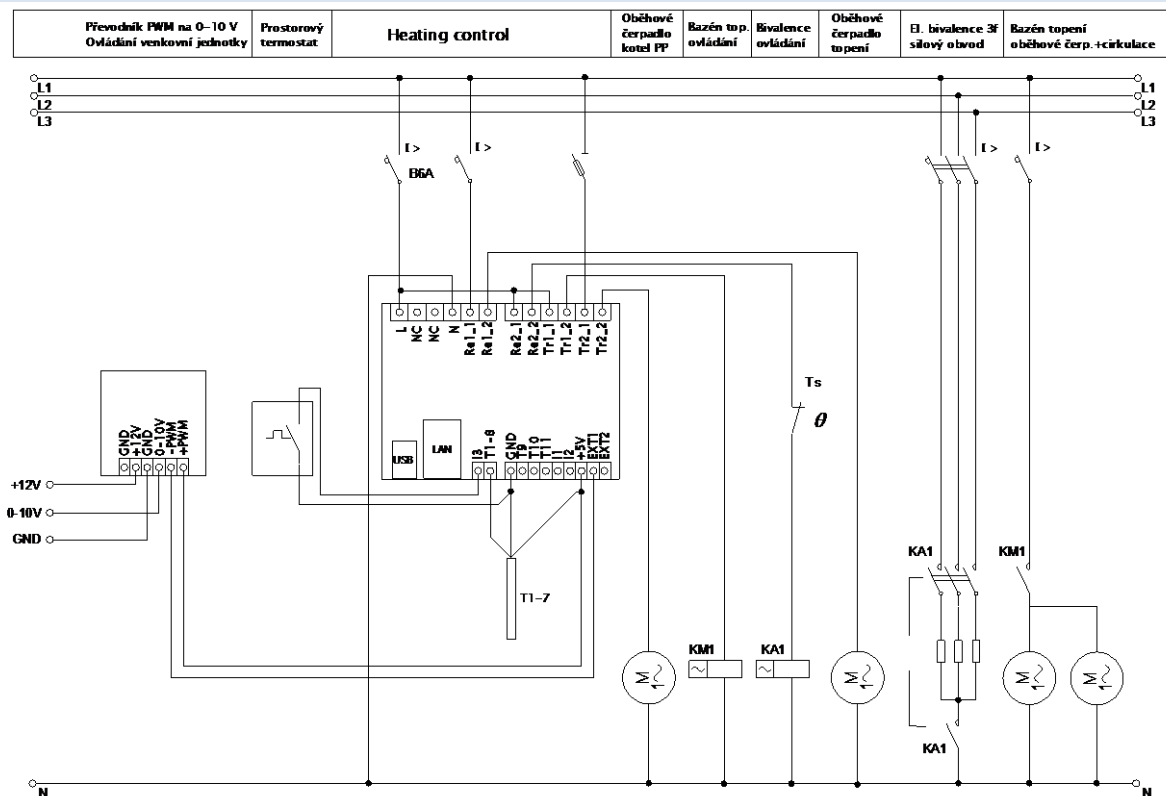 Převodník PWM na 0-10 V
Ovládání venkovní jednotky
Prostorový
termostat
Heating control
Oběhové
čerpadlo
kotel PP
Bazén top.
ovládání
Bivalence
ovládání
Oběhové
čerpadlo
topení
El. bivalence 3f
silový obvod
Bazén topení
oběhové čerp.+cirkulace
L1
L2
L3
L1
L2
L3
I >
B6A
I >
I >
I >
L
NC
NC
N
Re1_1
Re1_2
Re2_1
Re2_2
Tr1_1
Tr1_2
Tr2_1
Tr2_2
USB
LAN
I3
T1-8
GND
T9
T10
T11
I1
I2
+5V
EXT1
EXT2
GND
+12V
GND
0-10V
-PWM
+PWM
+12V
0-10V
GND
Ts
θ
T1-7
KA1
KM1
KM1
KA1
M
M
M
M
KA1
N
N